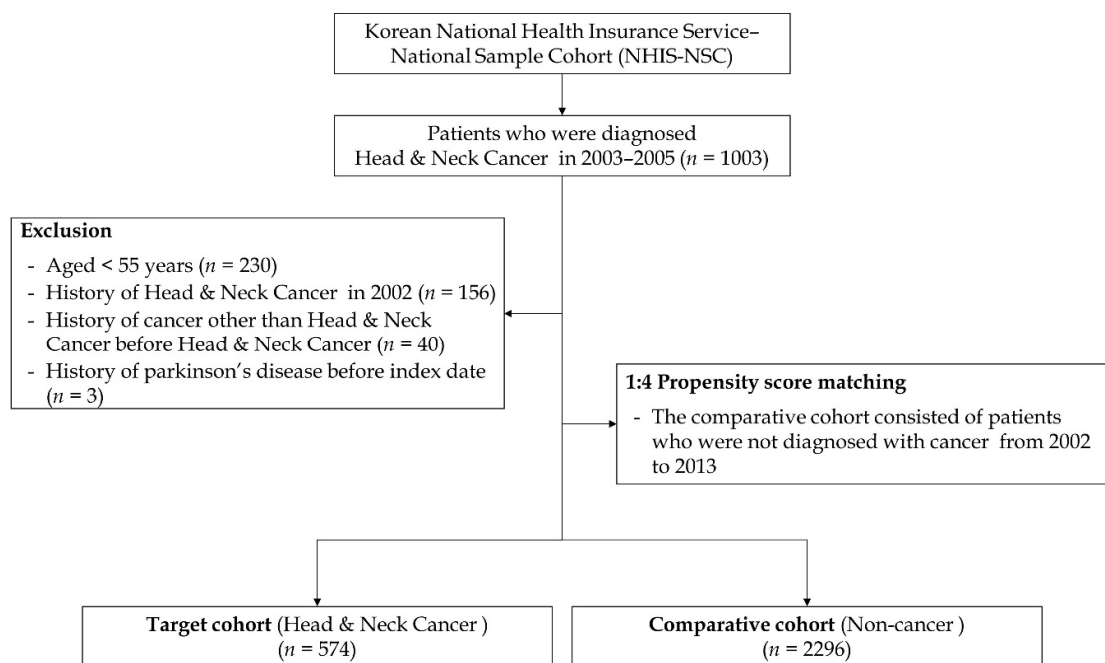 Korean National Health Insurance Service–
National Sample Cohort (NHIS-NSC)
Patients who were diagnosed
Head & Neck Cancer in 2003–2005 (n = 1003)
Exclusion
- Aged < 55 years (n = 230)
- History of Head & Neck Cancer in 2002 (n = 156)
- History of cancer other than Head & Neck
Cancer before Head & Neck Cancer (n = 40)
- History of parkinson’s disease before index date
(n = 3)
1:4 Propensity score matching
- The comparative cohort consisted of patients
who were not diagnosed with cancer from 2002
to 2013
Target cohort (Head & Neck Cancer )
(n = 574)
Comparative cohort (Non-cancer )
(n = 2296)